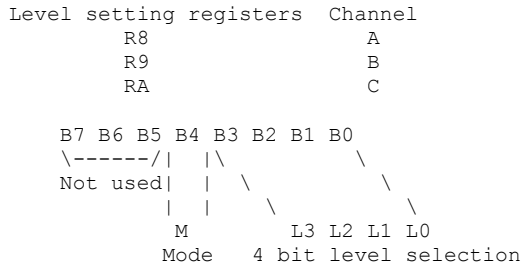 Level setting registers Channel
R8 A
R9 B
RA C
B7 B6 B5 B4 B3 B2 B1 B0
\------/| |\ \
Not used| | \ \
| | \ \
M L3 L2 L1 L0
Mode 4 bit level selection